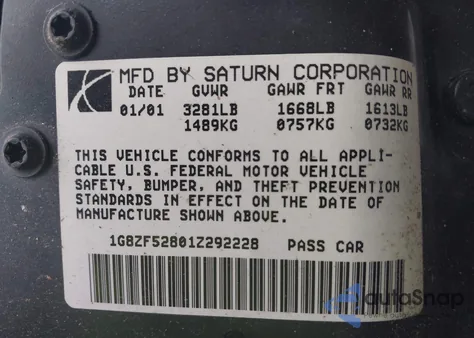 MFD BY SATURN CORPORATION
DATE GVWR GAWR FRT GAWR RR
01/01 3281LB 1668LB 1613LB
1489KG 0757KG 0732KG
THIS VEHICLE CONFORMS TO ALL APPLI-
CABLE U.S. FEDERAL MOTOR VEHICLE
SAFETY, BUMPER, AND THEFT PREVENTION
STANDARDS IN EFFECT ON THE DATE OF
MANUFACTURE SHOWN ABOVE.
1G8ZF52801Z292228 PASS CAR
autoSnap